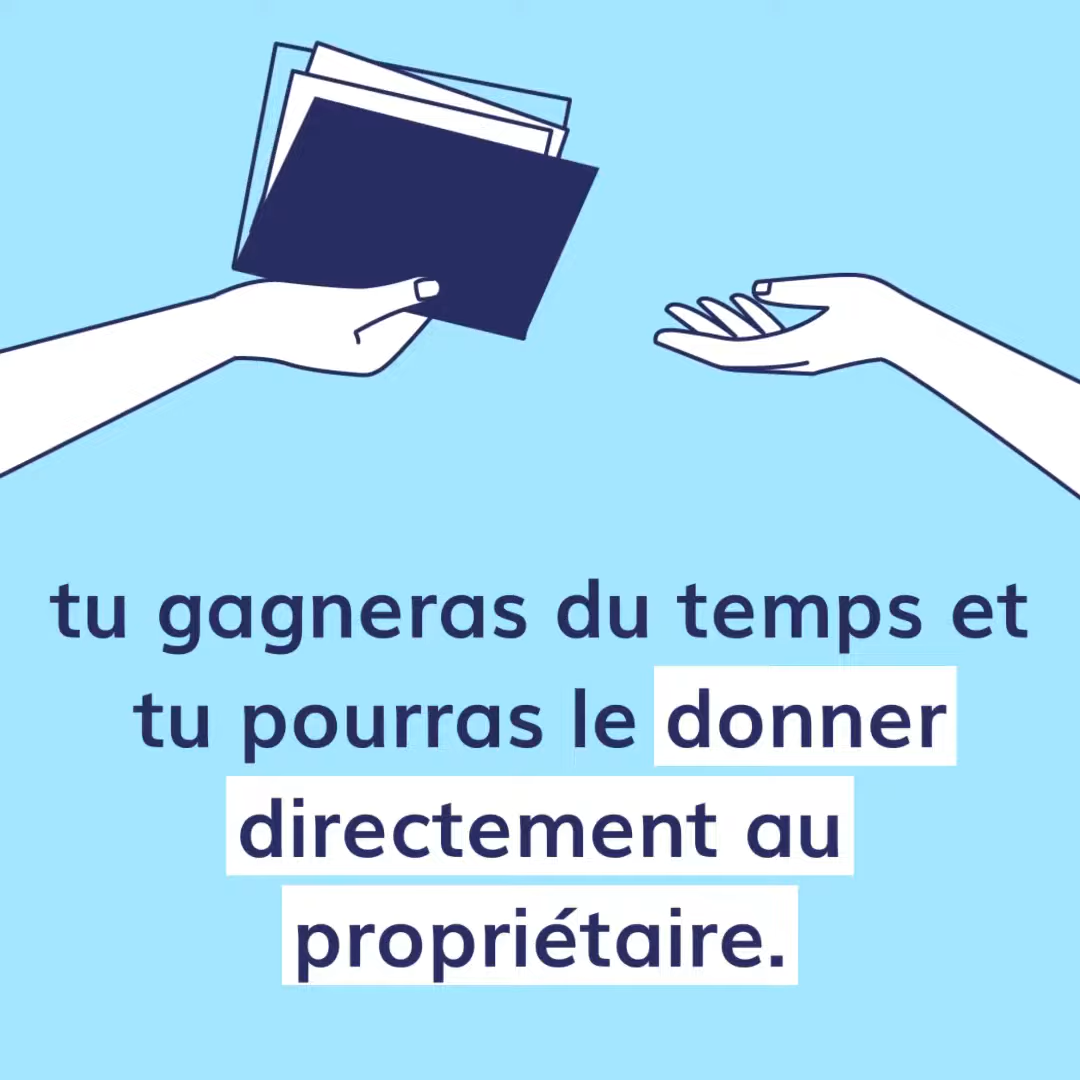 tu gagneras du temps et
tu pourras le donner
directement au
propriétaire.